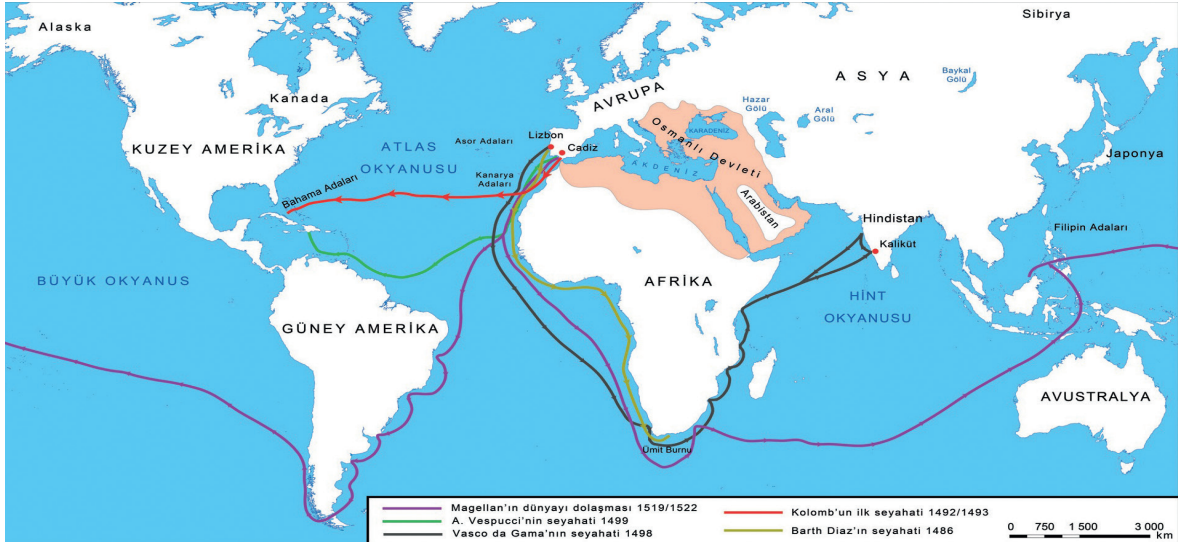 Alaska
Sibirya
Kanada
AVRUPA
ASYA
Baykal
Gölü
Hazar
Gölü
Aral
Gölü
KUZEY AMERİKA
ATLAS
OKYANUSU
Asor Adaları
Lizbon
Cadiz
KARADENİZ
Osmanlı Devleti
AKDENİZ
Japonya
Bahama Adaları
Kanarya
Adaları
Arabistan
Hindistan
Kaliküt
Filipin Adaları
BÜYÜK OKYANUS
AFRİKA
HİNT
OKYANUSU
GÜNEY AMERİKA
AVUSTRALYA
Ümit Burnu
Magellan'ın dünyayı dolaşması 1519/1522
A. Vespucci'nin seyahati 1499
Vasco da Gama'nın seyahati 1498
Kolomb'un ilk seyahati 1492/1493
Barth Diaz'ın seyahati 1486
0 750 1 500 3 000
km